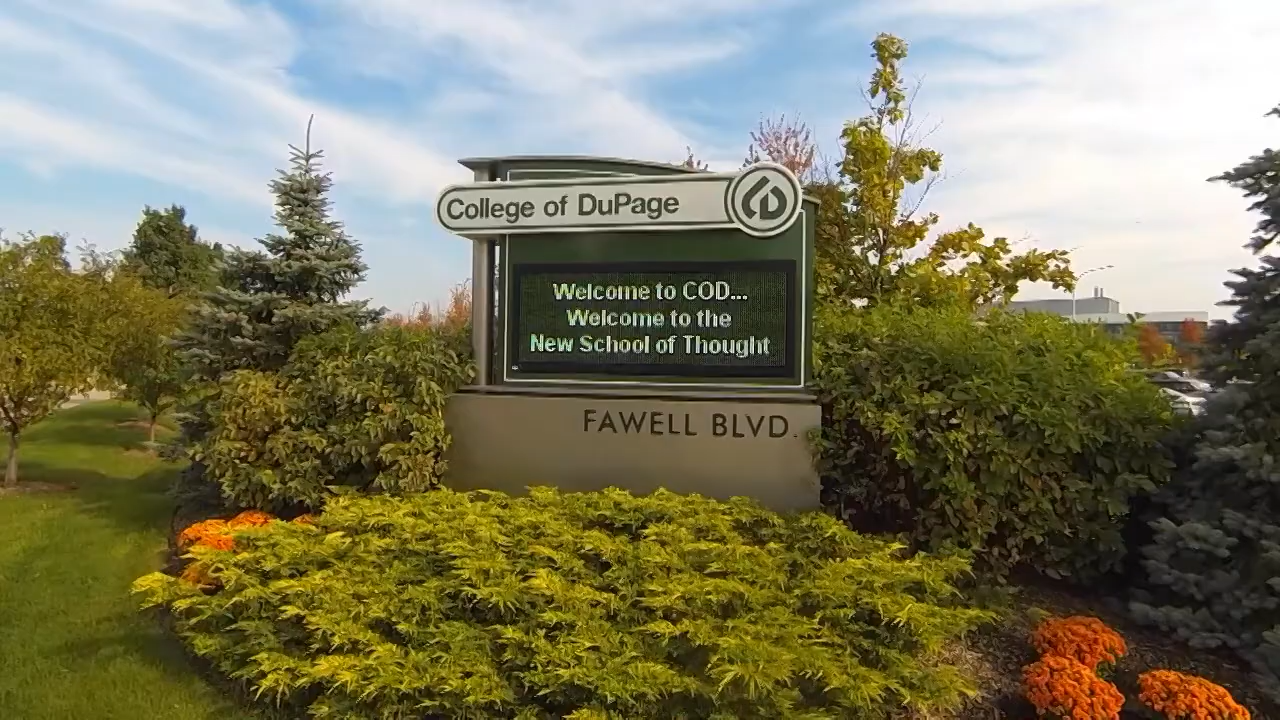 College of DuPage
Welcome to COD...
Welcome to the
New School of Thought
FAWELL BLVD.